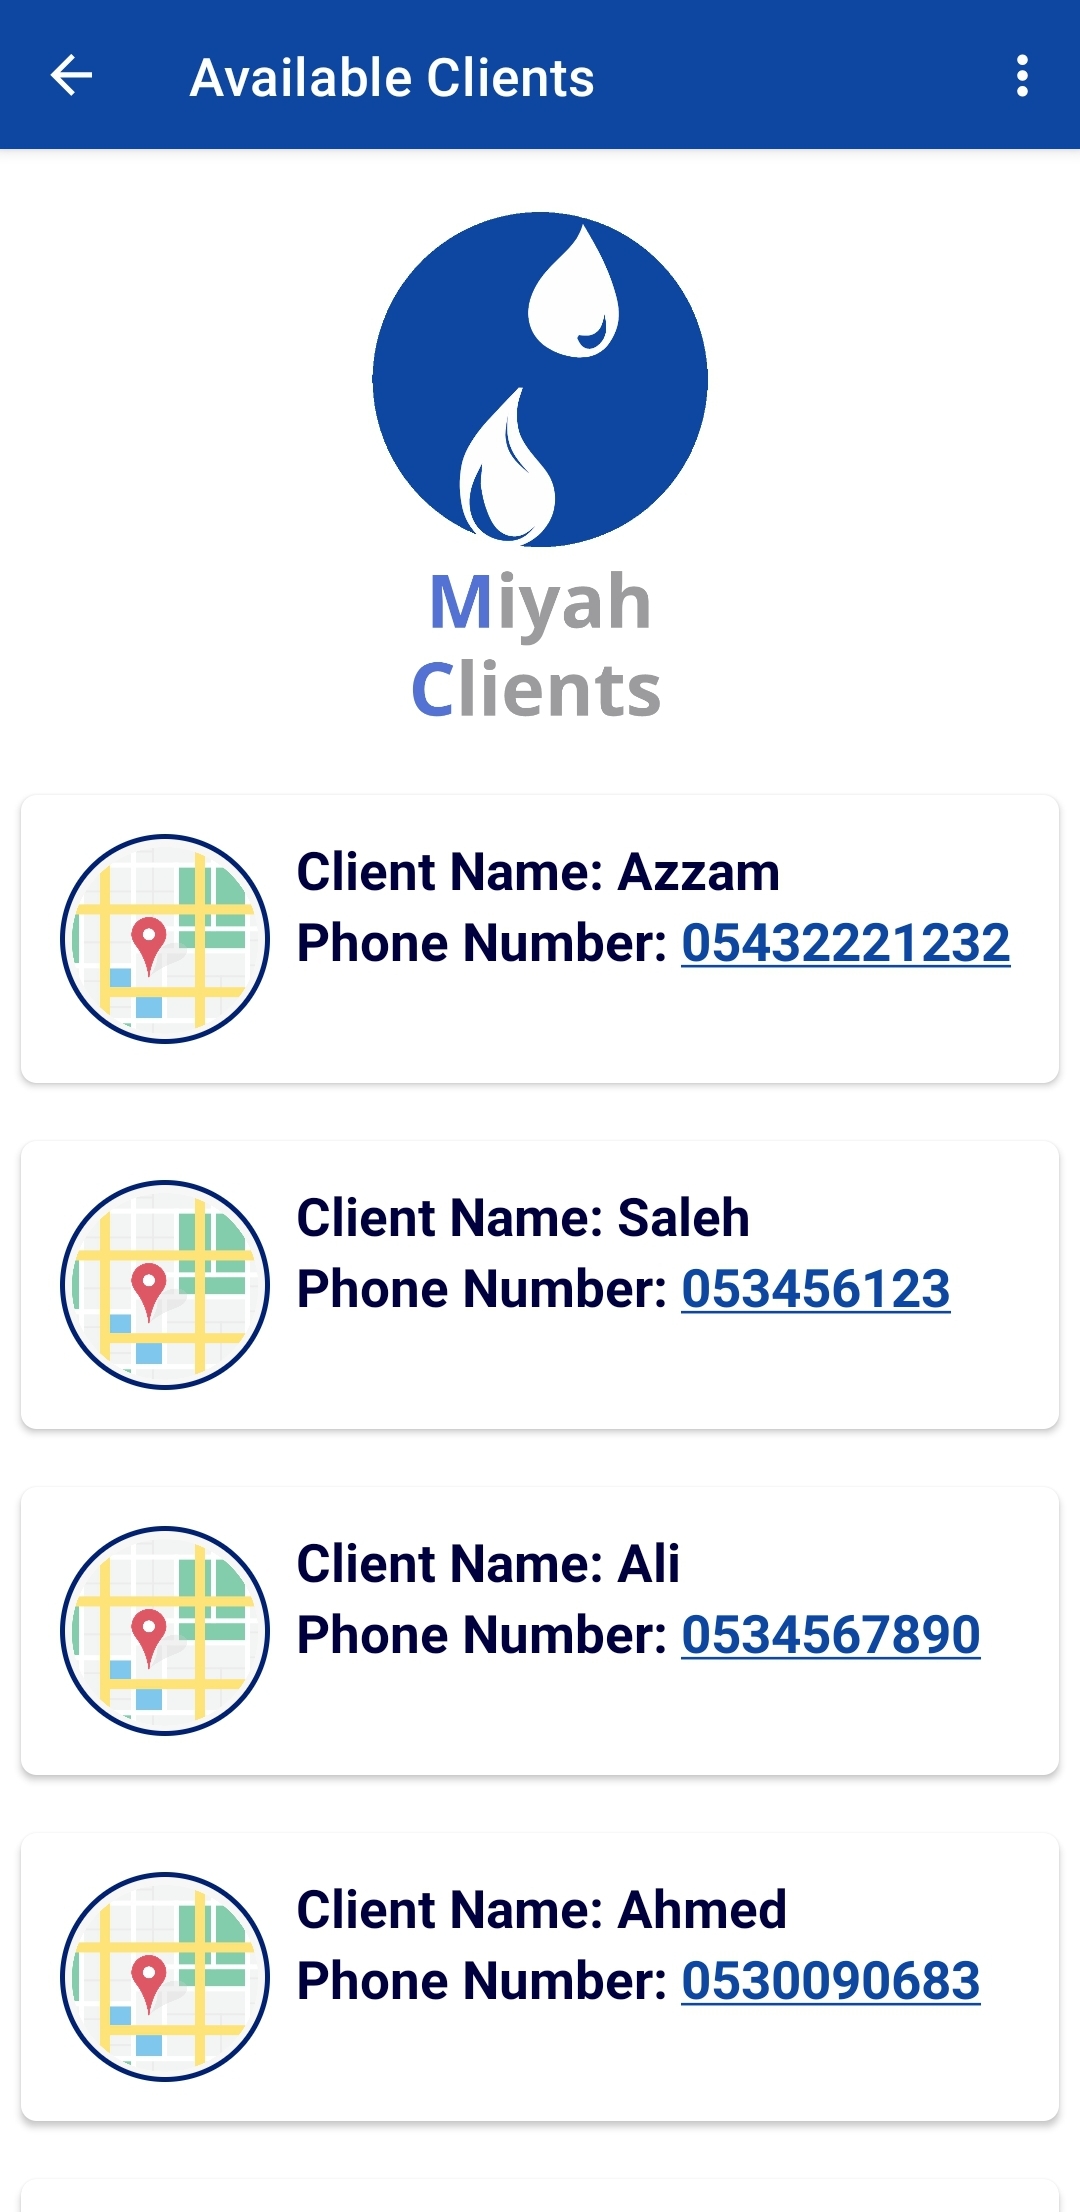 Available Clients
Miyah
Clients
Client Name: Azzam
Phone Number: 05432221232
Client Name: Saleh
Phone Number: 053456123
Client Name: Ali
Phone Number: 0534567890
Client Name: Ahmed
Phone Number: 0530090683